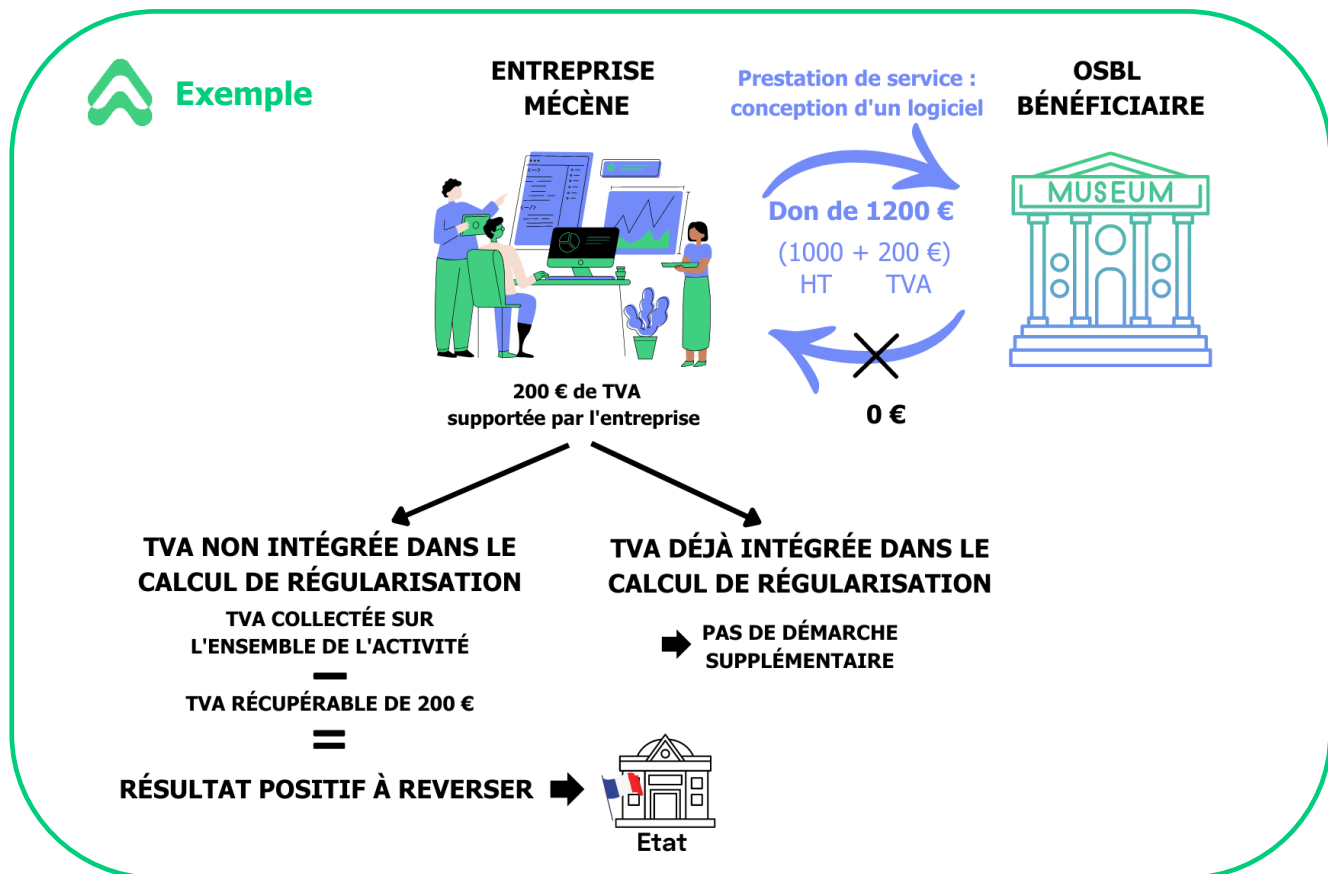 Exemple
ENTREPRISE
MÉCÈNE
Prestation de service :
conception d'un logiciel
OSBL
BÉNÉFICIAIRE
MUSEUM
Don de 1200 €
(1000 + 200 €)
HT TVA
0 €
200 € de TVA
supportée par l'entreprise
TVA NON INTÉGRÉE DANS LE
CALCUL DE RÉGULARISATION
TVA COLLECTÉE SUR
L'ENSEMBLE DE L'ACTIVITÉ
TVA RÉCUPÉRABLE DE 200 €
=
RÉSULTAT POSITIF À REVERSER
Etat
TVA DÉJÀ INTÉGRÉE DANS LE
CALCUL DE RÉGULARISATION
PAS DE DÉMARCHE
SUPPLÉMENTAIRE